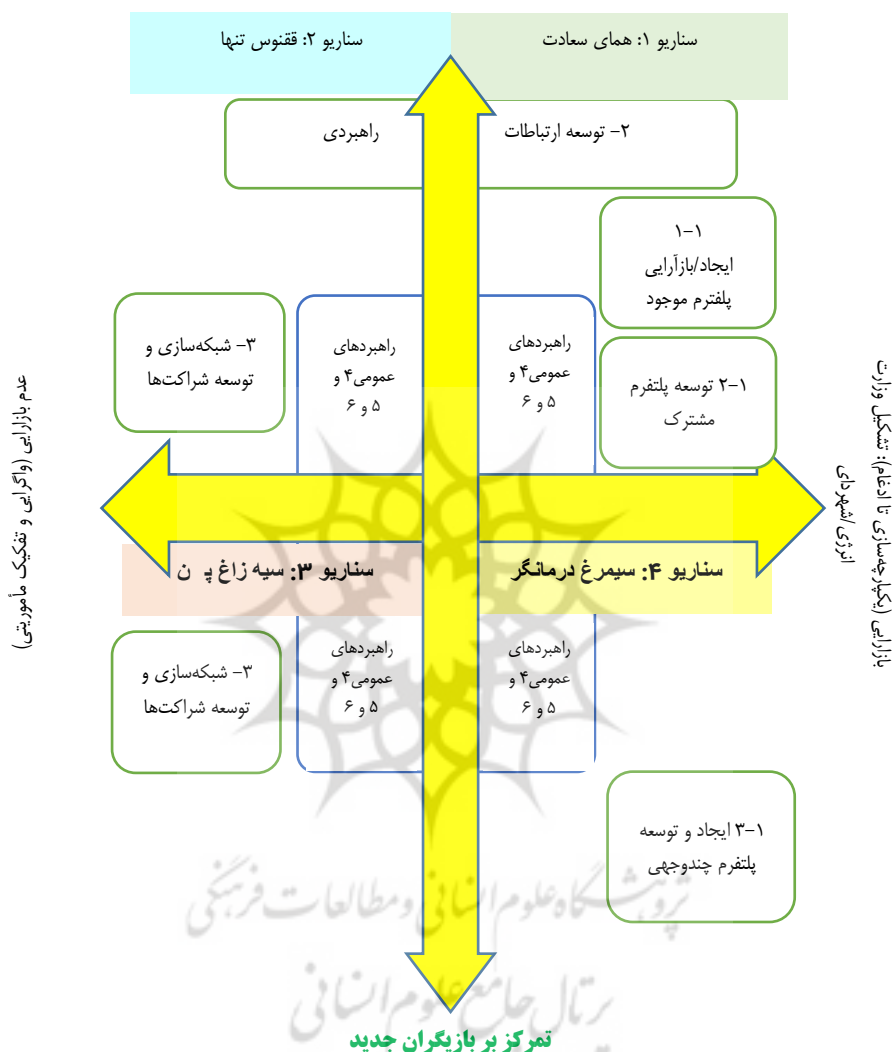 سناریو ۱: همای سعادت
سناریو ۲: ققنوس تنها
۲- توسعه ارتباطات راهبردی
۱-۱
ایجاد/بازآرایی
پلفترم موجود
راهبردهای
عمومی۴ و
۵ و ۶
راهبردهای
عمومی۴ و
۵ و ۶
۳- شبکه‌سازی و
توسعه شراکت‌ها
۲-۱ توسعه پلتفرم
مشترک
بازارایی (یکپارچه‌سازی تا ادغام): تشکیل وزارت
انرژی/شهردای
عدم بازارایی (واگرایی و تفکیک مأموریتی)
سناریو ۴: سیمرغ درمانگر
سناریو ۳: سیه زاغ
راهبردهای
عمومی۴ و
۵ و ۶
راهبردهای
عمومی۴ و
۵ و ۶
۳- شبکه‌سازی و
توسعه شراکت‌ها
۳-۱ ایجاد و توسعه
پلتفرم چندوجهی
پژوهشگاه علوم انسانی و مطالعات فرهنگی
پرتال جامع علوم انسانی
تمرکز بر بازیگران جدید